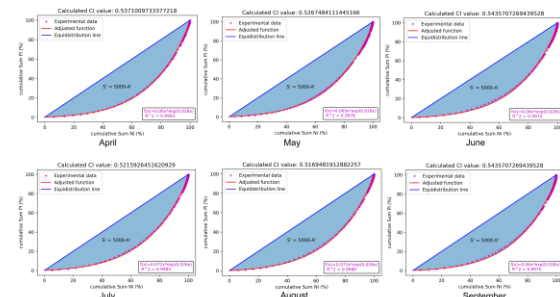 Calculated CI value: 0.5371009733377218
Experimental data
Adjusted function
Equidistribution line
S' = 5000-A'
cumulative Sum Pi (%)
cumulative Sum Ni (%)
April
Calculated CI value: 0.5267484111445166
Experimental data
Adjusted function
Equidistribution line
S' = 5000-A'
cumulative Sum Pi (%)
cumulative Sum Ni (%)
May
Calculated CI value: 0.5435707269439528
Experimental data
Adjusted function
Equidistribution line
S' = 5000-A'
cumulative Sum Pi (%)
cumulative Sum Ni (%)
June
Calculated CI value: 0.5215926451620929
Experimental data
Adjusted function
Equidistribution line
S' = 5000-A'
cumulative Sum Pi (%)
cumulative Sum Ni (%)
July
Calculated CI value: 0.5169481912882257
Experimental data
Adjusted function
Equidistribution line
S' = 5000-A'
cumulative Sum Pi (%)
cumulative Sum Ni (%)
August
Calculated CI value: 0.5435707269439528
Experimental data
Adjusted function
Equidistribution line
S' = 5000-A'
cumulative Sum Pi (%)
cumulative Sum Ni (%)
September